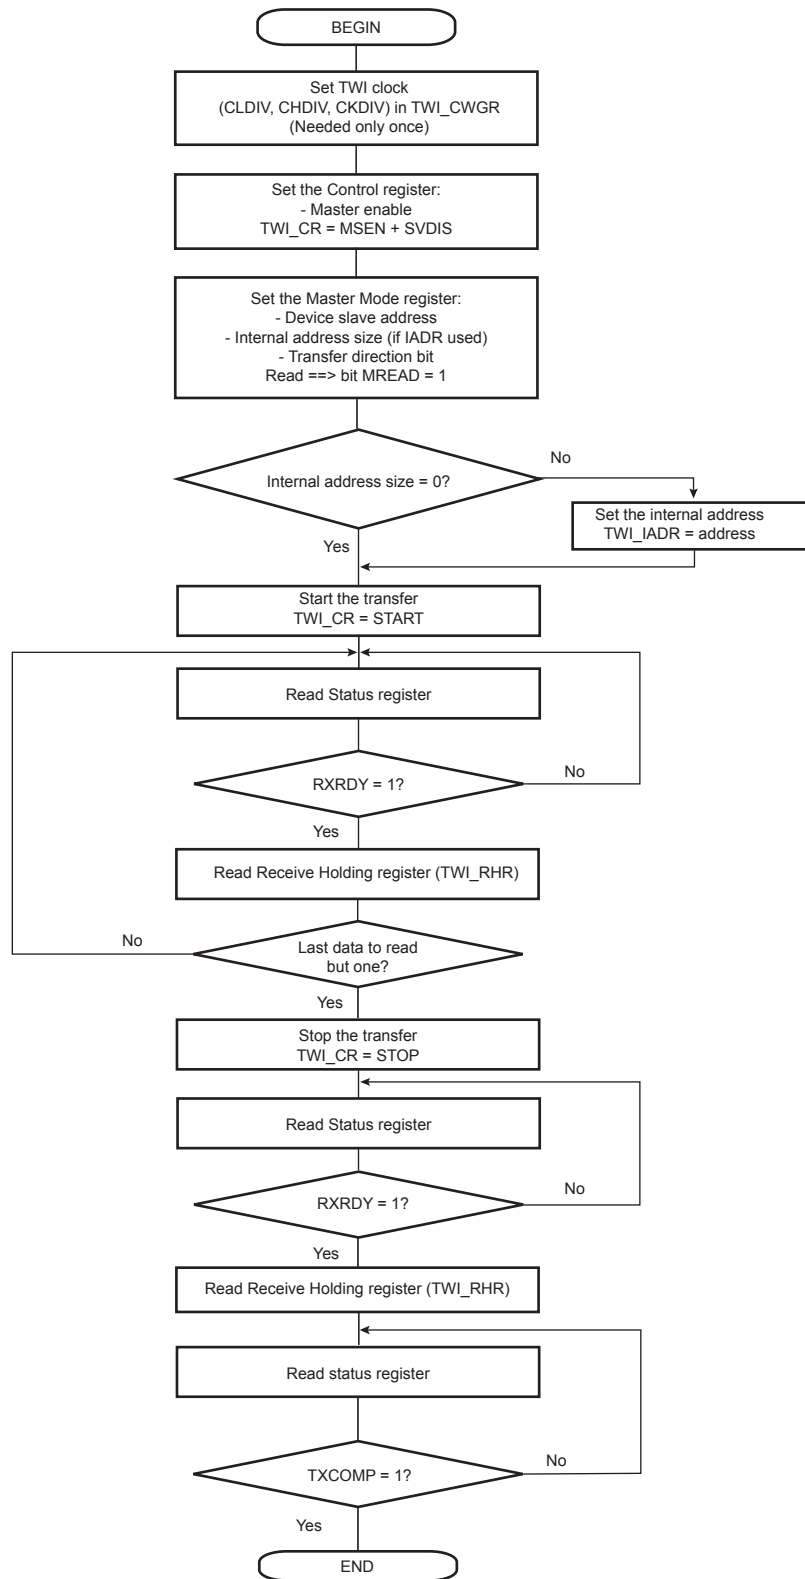 BEGIN
Set TWI clock
(CLDIV, CHDIV, CKDIV) in TWI_CWGR
(Needed only once)
Set the Control register:
- Master enable
TWI_CR = MSEN + SVDIS
Set the Master Mode register:
- Device slave address
- Internal address size (if IADR used)
- Transfer direction bit
Read ==> bit MREAD = 1
Internal address size = 0?
No
Set the internal address
TWI_IADR = address
Yes
Start the transfer
TWI_CR = START
Read Status register
RXRDY = 1?
No
Yes
Read Receive Holding register (TWI_RHR)
No
Last data to read
but one?
Yes
Stop the transfer
TWI_CR = STOP
Read Status register
RXRDY = 1?
No
Yes
Read Receive Holding register (TWI_RHR)
Read status register
TXCOMP = 1?
No
Yes
END